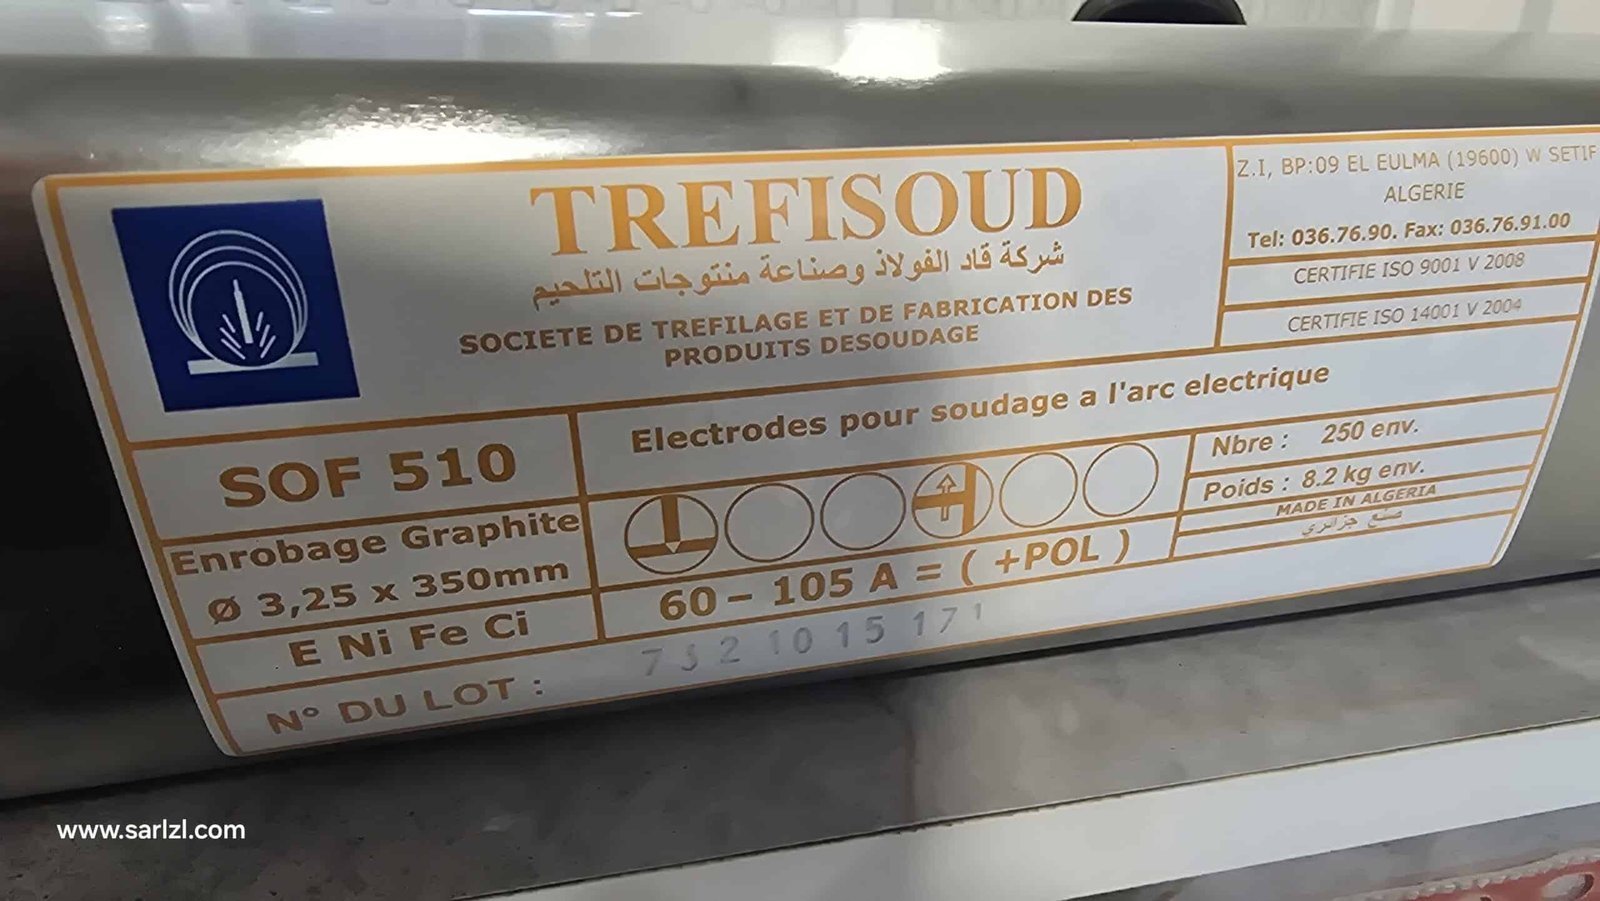 TREFISOUD
شركة قاد الفولاذ وصناعة منتوجات التلحيم
SOCIETE DE TREFILAGE ET DE FABRICATION DES
PRODUITS DESOUDAGE
Z.I, BP:09 EL EULMA (19600) W SETIF
ALGERIE
Tel: 036.76.90. Fax: 036.76.91.00
CERTIFIE ISO 9001 V 2008
CERTIFIE ISO 14001 V 2004
SOF 510
Electrodes pour soudage a l'arc electrique
Nbre : 250 env.
Poids : 8.2 kg env.
MADE IN ALGERIA
صنع جزائري
Enrobage Graphite
Ø 3,25 x 350mm
60 – 105 A = ( +POL )
E Ni Fe Ci
N° DU LOT : 732 10 15 171
www.sarlzl.com